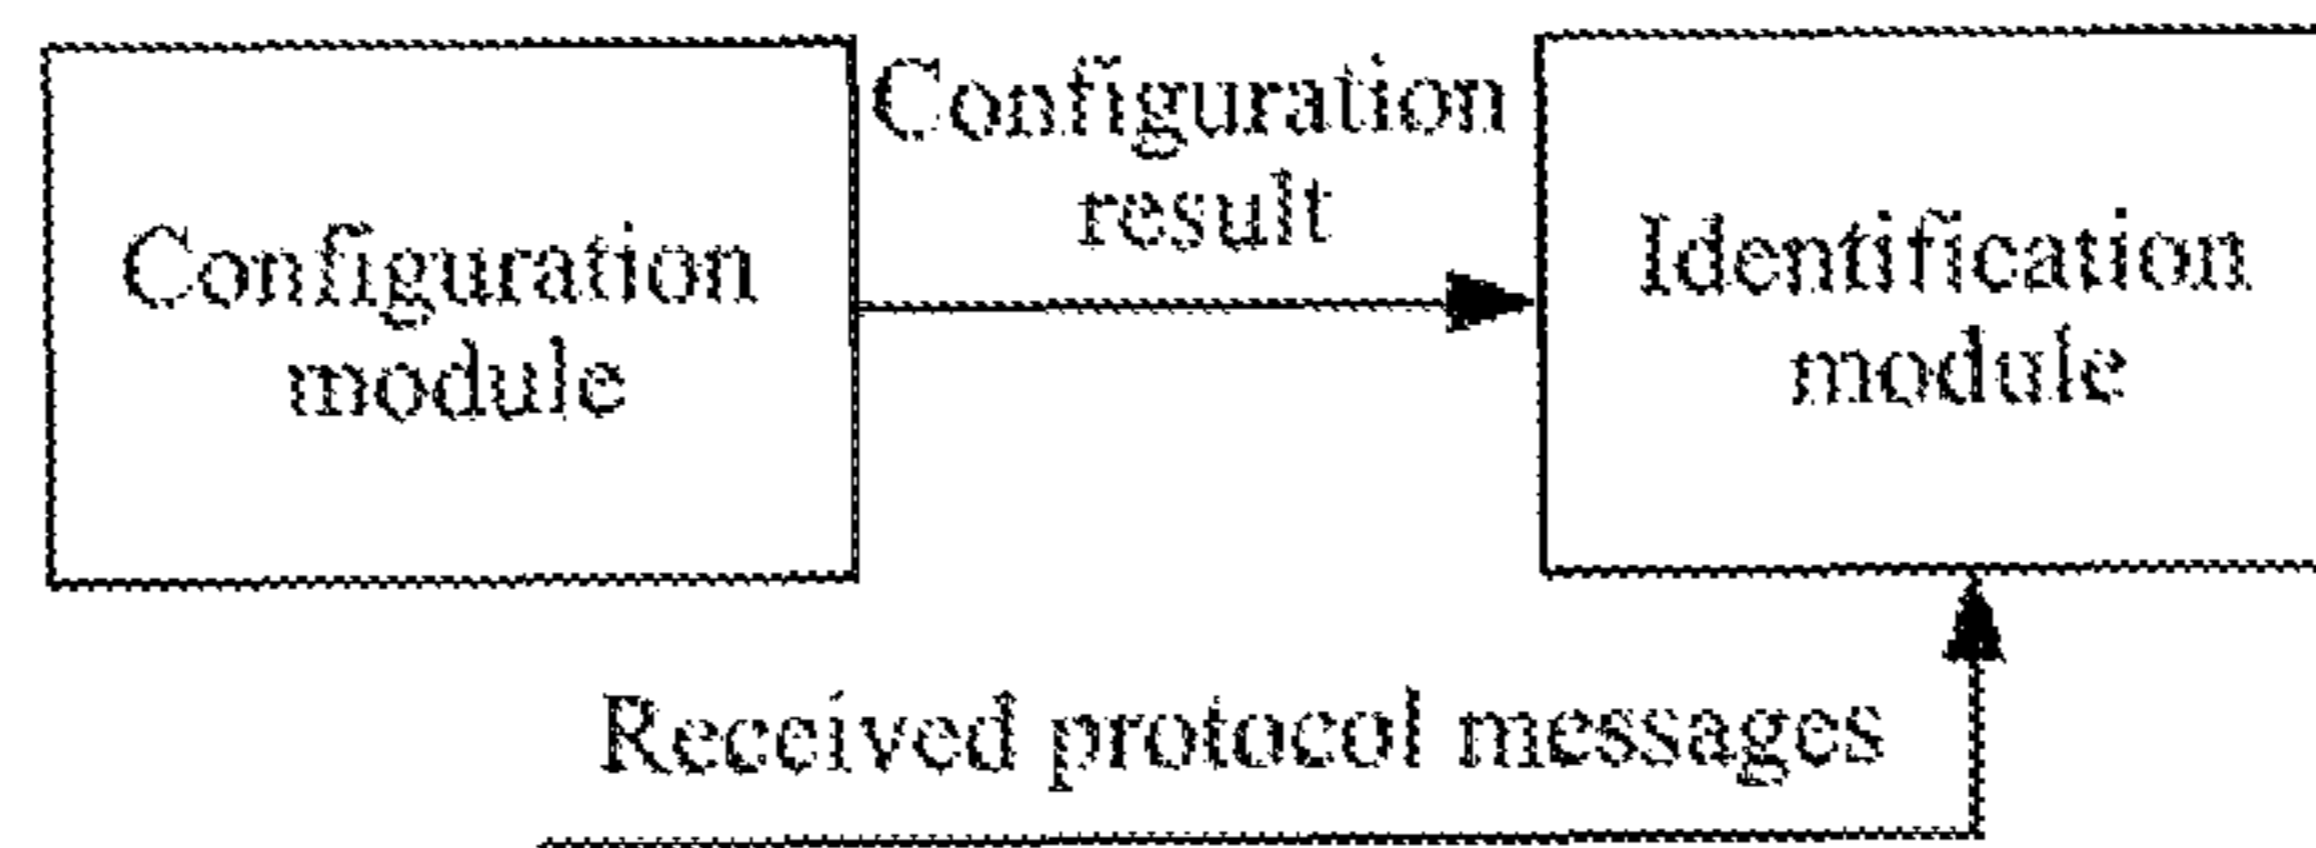 Configuration
module
Configuration
result
Identification
module
Received protocol messages